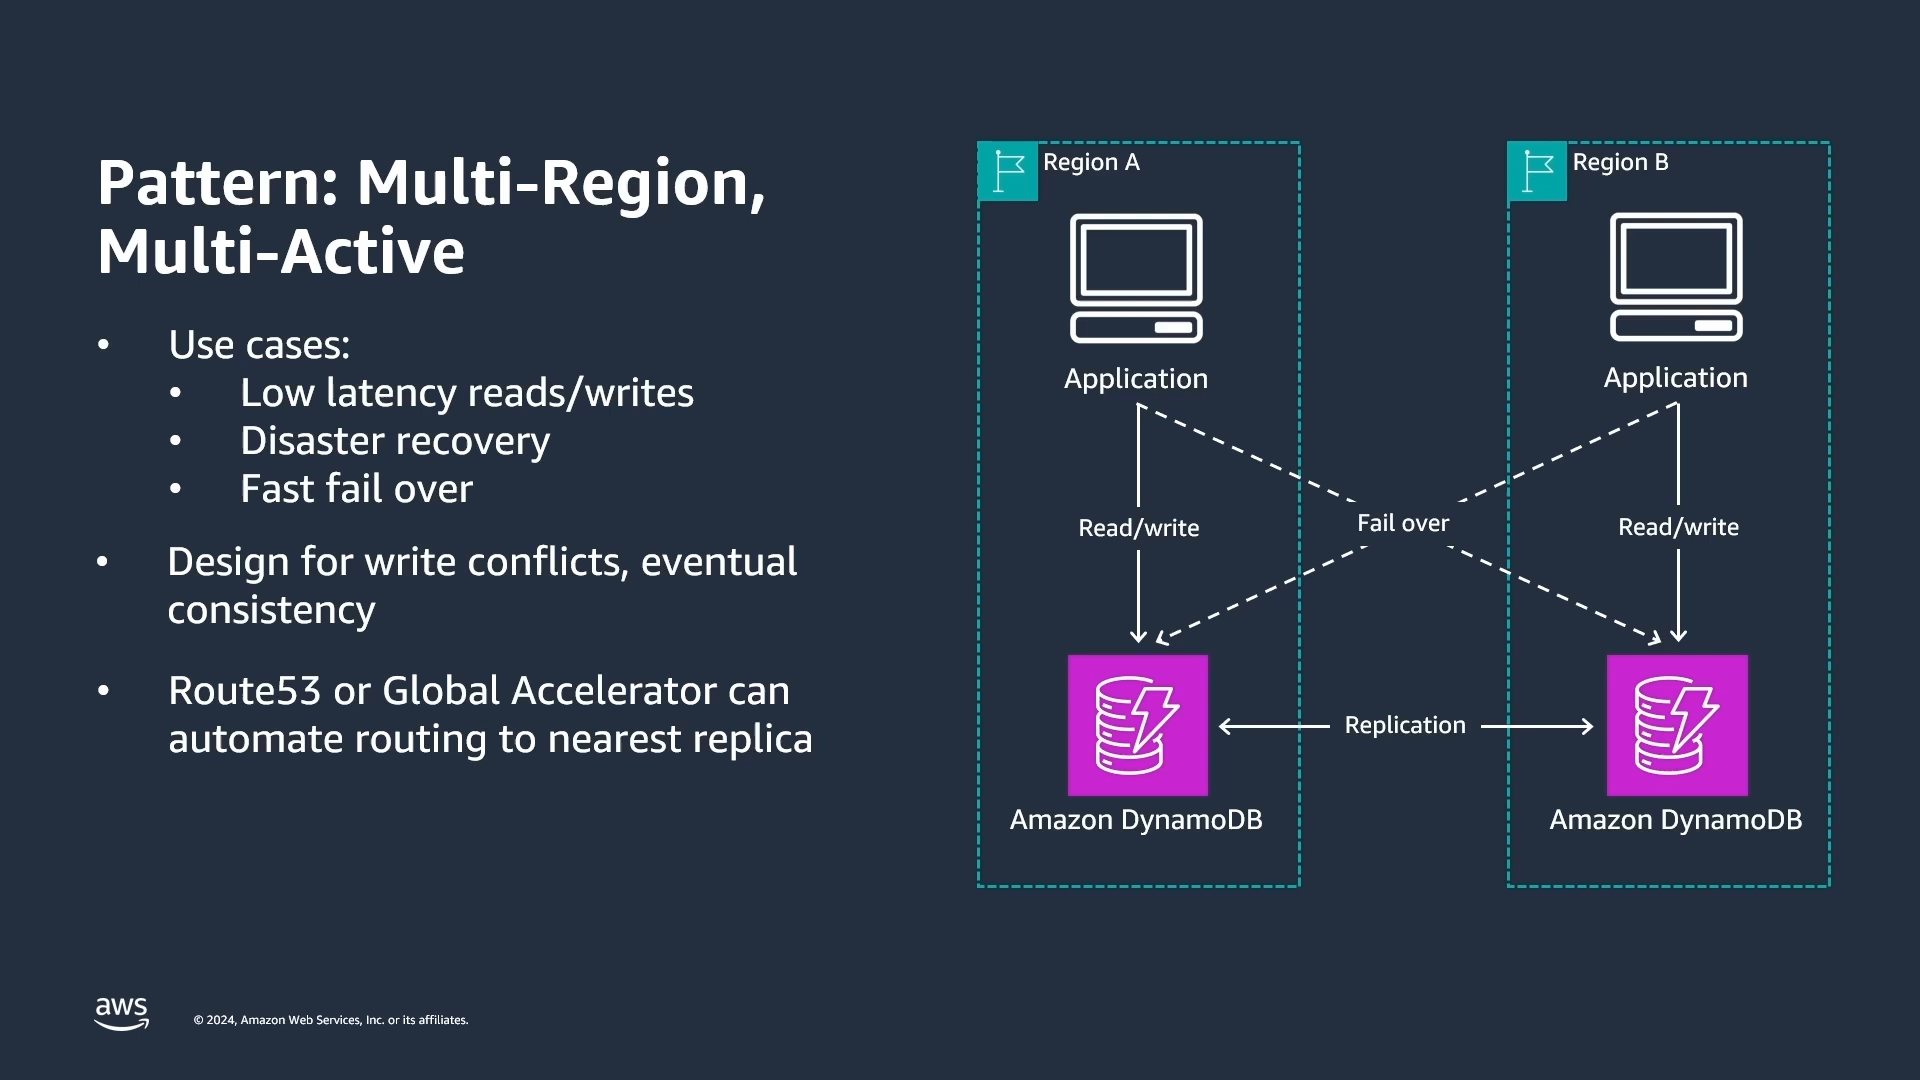 Pattern: Multi-Region,
Multi-Active
• Use cases:
• Low latency reads/writes
• Disaster recovery
• Fast fail over
• Design for write conflicts, eventual
consistency
• Route53 or Global Accelerator can
automate routing to nearest replica
Region A
Application
Read/write
Amazon DynamoDB
Fail over
Replication
Region B
Application
Read/write
Amazon DynamoDB
aws
© 2024, Amazon Web Services, Inc. or its affiliates.